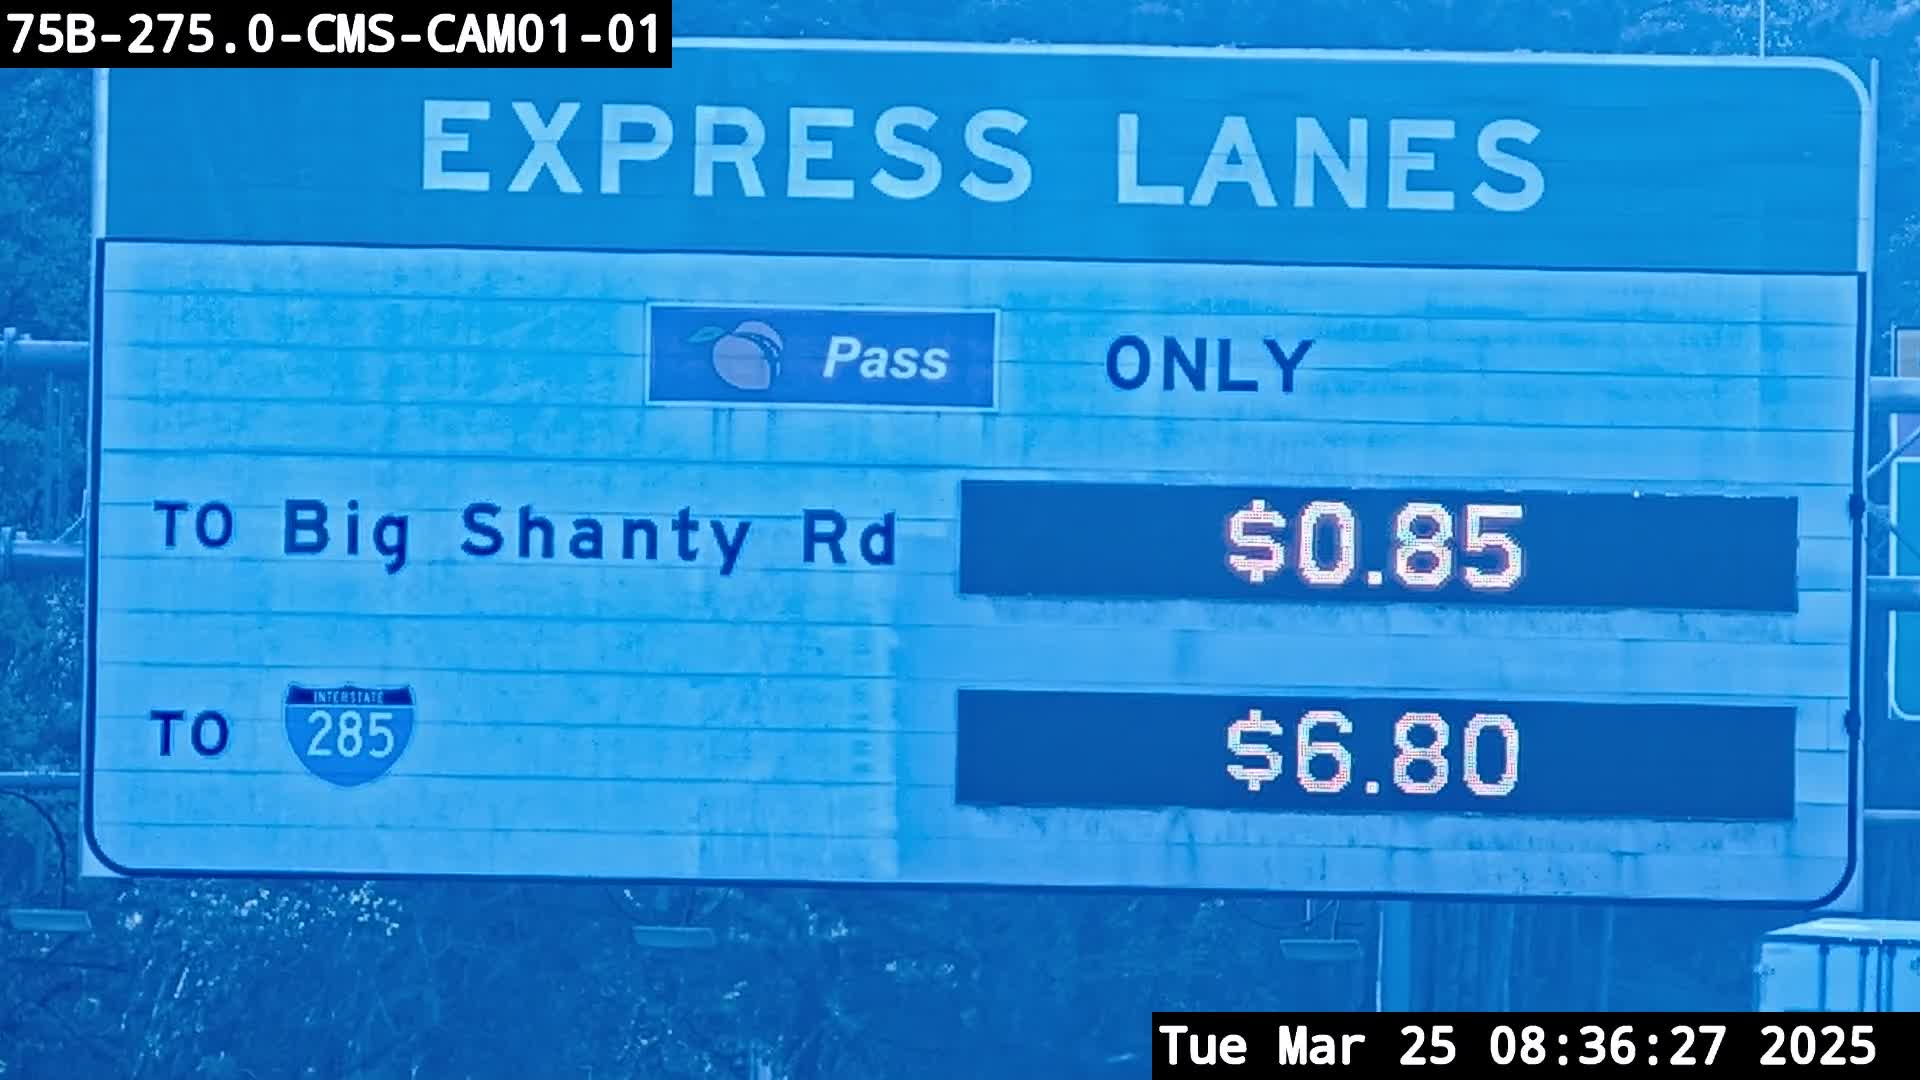 75B-275.0-CMS-CAM01-01
EXPRESS LANES
Pass ONLY
TO Big Shanty Rd $0.85
TO INTERSTATE 285 $6.80
Tue Mar 25 08:36:27 2025